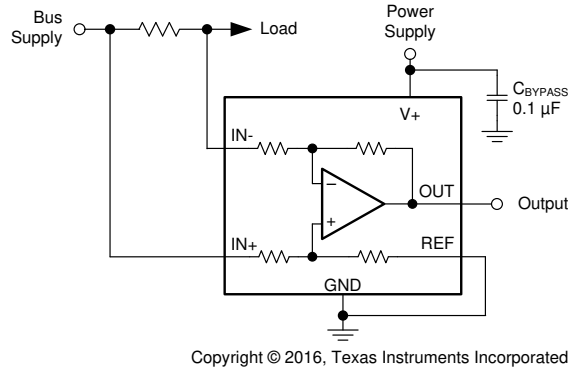 Bus
Supply
Load
Power
Supply
CBYPASS
0.1 µF
V+
IN-
−
OUT
Output
+
IN+
REF
GND
Copyright © 2016, Texas Instruments Incorporated